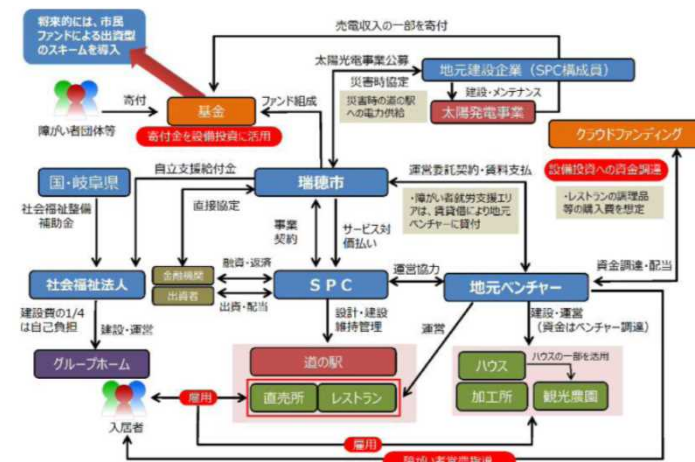 将来的には、市民
ファンドによる出資型
のスキームを導入
売電収入の一部を寄付
太陽光電事業公募
災害時協定
災害時の道の駅
への電力供給
地元建設企業（SPC構成員）
建設・メンテナンス
太陽発電事業
寄付
障がい者団体等
基金
ファンド組成
寄付金を設備投資に活用
クラウドファンディング
設備投資への資金調達
・レストランの調理品
等の購入費を想定
国・岐阜県
自立支援給付金
瑞穂市
運営委託契約・賃料支払
・障がい者就労支援エリ
アは、賃貸借により地元
ベンチャーに貸付
社会福祉整備
補助金
直接協定
事業
契約
サービス対
価払い
資金調達・配当
社会福祉法人
金融機関
出資者
融資・返済
出資・配当
SPC
運営協力
地元ベンチャー
建設費の1/4
は自己負担
建設・運営
設計・建設
維持管理
運営
建設・運営
（資金はベンチャー調達）
グループホーム
道の駅
直売所
レストラン
ハウス
ハウスの一部を活用
加工所
観光農園
入居者
雇用
雇用